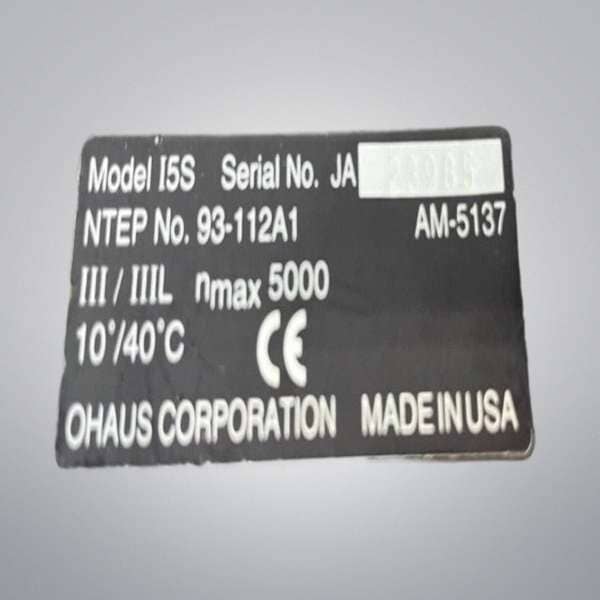 Model I5S Serial No. JA
NTEP No. 93-112A1 AM-5137
III / IIIL nmax 5000
10°/40°C CE
OHAUS CORPORATION MADE IN USA